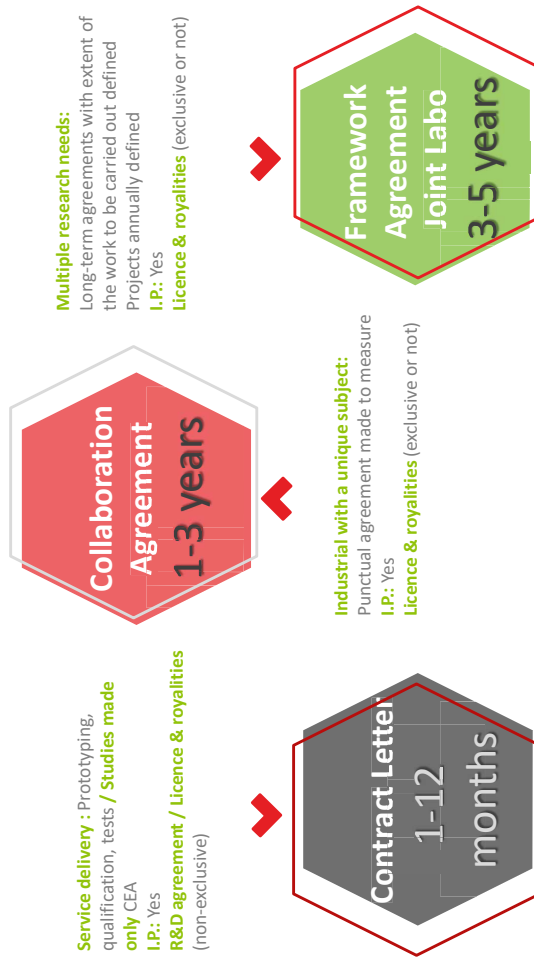 Service delivery : Prototyping,
qualification, tests / Studies made
only CEA
I.P.: Yes
R&D agreement / Licence & royalities
(non-exclusive)
Contract Letter
1-12
months
Collaboration
Agreement
1-3 years
Industrial with a unique subject:
Punctual agreement made to measure
I.P.: Yes
Licence & royalities (exclusive or not)
Multiple research needs:
Long-term agreements with extent of
the work to be carried out defined
Projects annually defined
I.P.: Yes
Licence & royalities (exclusive or not)
Framework
Agreement
Joint Labo
3-5 years